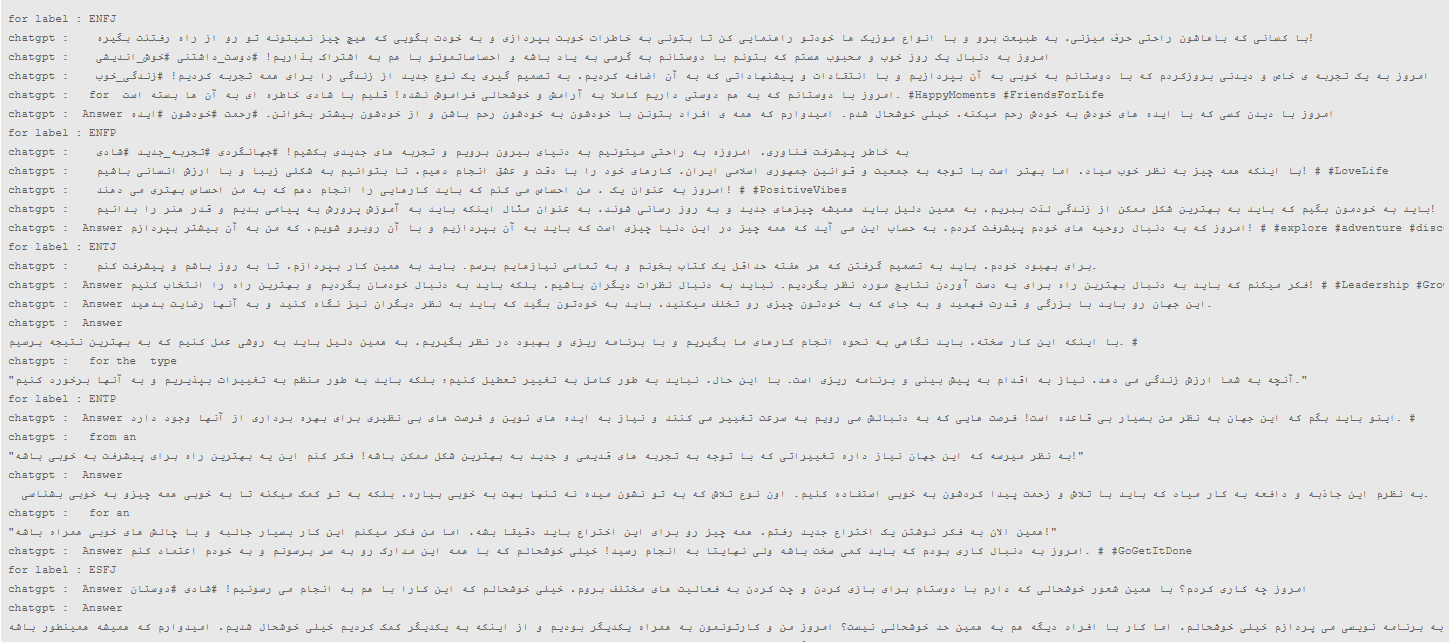 for label : ENFJ
chatgpt : با کسانی که باهاشون راحتی حرف میزنی. به طبیعت برو و با انواع موزیک ها خودتو راهنمایی کن تا بتونی به خاطرات خوبت بپردازی و به خودت بگویی که هیچ چیز نمیتونه تو رو از راه رفتنت بگیره!
chatgpt : امروز به دنبال یک روز خوب و محبوب هستم که بتونم با دوستانم به گرمی به یاد باشه و احساساتمونو با هم به اشتراک بذاریم! #دوست_داشتنی #خوش_اندیشی
chatgpt : امروز به یک تجربه ی خاص و دیدنی بروزکردم که با دوستانم به خوبی به آن بپردازیم و با انتقادات و پیشنهاداتی که به آن اضافه کردیم. به تصمیم گیری یک نوع جدید از زندگی را برای همه تجربه کردیم! #زندگی_خوب
chatgpt : for امروز با دوستانم که به هم دوستی داریم کاملا به آرامش و خوشحالی فراموش نشده! قلبم با شادی خاطره ای به آن ها بسته است. #HappyMoments #FriendsForLife
chatgpt : Answer امروز با دیدن کسی که با ایده های خودش به خودش رحم میکنه. خیلی خوشحال شدم. امیدوارم که همه ی افراد بتونن با خودشون به خودشون رحم باشن و از خودشون بیشتر بخوانن. #رحمت #خودشون #ایده
for label : ENFP
chatgpt : به خاطر پیشرفت فناوری. امروزه به راحتی میتونیم به دنیای بیرون برویم و تجربه های جدیدی بکشیم! #جهانگردی #تجربه_جدید #شادی
chatgpt : با اینکه همه چیز به نظر خوب میاد. اما بهتر است با توجه به جمعیت و قوانین جمهوری اسلامی ایران. کارهای خود را با دقت و عشق انجام دهیم. تا بتوانیم به شکلی زیبا و با ارزش انسانی باشیم! # #LoveLife
chatgpt : امروز به عنوان یک . من احساس می کنم که باید کارهایی را انجام دهم که به من احساس بهتری می دهند! # #PositiveVibes
chatgpt : باید به خودمون بگیم که باید به بهترین شکل ممکن از زندگی لذت ببریم. به همین دلیل باید همیشه چیزهای جدید و به روز رسانی شوند. به عنوان مثال اینکه باید به آموزش پرورش یه پیامی بدیم و قدر هنر را بدانیم!
chatgpt : Answer امروز که به دنبال روحیه های خودم پیشرفت کردم. به حساب این می آید که همه چیز در این دنیا چیزی است که باید به آن بپردازیم و با آن روبرو شویم. که من به آن بیشتر بپردازم! # #explore #adventure #disc
for label : ENTJ
chatgpt : برای بهبود خودم. باید به تصمیم گرفتن که هر هفته حداقل یک کتاب بخونم و به تمامی نیازهایم برسم. باید به همین کار بپردازم. تا به روز باشم و پیشرفت کنم.
chatgpt : Answer فکر میکنم که باید به دنبال بهترین راه برای به دست آوردن نتایج مورد نظر بگردیم. نباید به دنبال نظرات دیگران باشیم. بلکه باید به دنبال خودمان بگردیم و بهترین راه را انتخاب کنیم! # #Leadership #Grow
chatgpt : Answer این جهان رو باید با بزرگی و قدرت فهمید و به جای که به خودتون چیزی رو تخلف میکنید. باید به خودتون بگید که باید به نظر دیگران نیز نگاه کنید و به آنها رضایت بدهید.
chatgpt : Answer
با اینکه این کار سخته. باید نگاهی به نحوه انجام کارهای ما بگیریم و با برنامه ریزی و بهبود در نظر بگیریم. به همین دلیل باید به روشی عمل کنیم که به بهترین نتیجه برسیم. #
chatgpt : for the type
"آنچه به شما ارزش زندگی می دهد. نیاز به اقدام به پیش بینی و برنامه ریزی است. با این حال. نباید به طور کامل به تغییر تعطیل کنیم؛ بلکه باید به طور منظم به تغییرات بپذیریم و به آنها برخورد کنیم."
for label : ENTP
chatgpt : Answer اینو باید بگم که این جهان به نظر من بسیار بی قاعده است! فرصت هایی که به دنبالش می رویم به سرعت تغییر می کنند و نیاز به ایده های نوین و فرصت های بی نظیری برای بهره برداری از آنها وجود دارد. #
chatgpt : from an
"به نظر میرسه که این جهان نیاز داره تغییراتی که با توجه به تجربه های قدیمی و جدید به بهترین شکل ممکن باشه! فکر کنم این یه بهترین راه برای پیشرفت به خوبی باشه!"
chatgpt : Answer
به نظرم این جاذبه و دافعه به کار میاد که باید با تلاش و زحمت پیدا کردشون به خوبی استفاده کنیم. اون نوع تلاش که به تو نشون میده نه تنها بهت به خوبی بیاره. بلکه به تو کمک میکنه تا به خوبی همه چیزو به خوبی بشناسی.
chatgpt : for an
"همین الان به فکر نوشتن یک اختراع جدید رفتم. همه چیز رو برای این اختراع باید دقیقا بشه. اما من فکر میکنم این کار بسیار جالبه و با چالش های خوبی همراه باشه!"
chatgpt : Answer امروز به دنبال کاری بودم که باید کمی سخت باشه ولی نهایتا به انجام رسید! خیلی خوشحالم که با همه این مدارک رو به سر برسونم و به خودم اعتماد کنم. # #GoGetItDone
for label : ESFJ
chatgpt : Answer امروز چه کاری کردم؟ با همین شعور خوشحالی که دارم با دوستام برای بازی کردن و چت کردن به فعالیت های مختلف بروم. خیلی خوشحالم که این کارا با هم به انجام می رسونیم! #شادی #دوستان
chatgpt : Answer
به برنامه نویسی می پردازم خیلی خوشحالم. اما کار با افراد دیگه هم به همین حد خوشحالی نیست؟ امروز من و کارتونمون به همراه یکدیگر بودیم و از اینکه به یکدیگر کمک کردیم خیلی خوشحال شدیم. امیدوارم که همیشه همینطور باشه